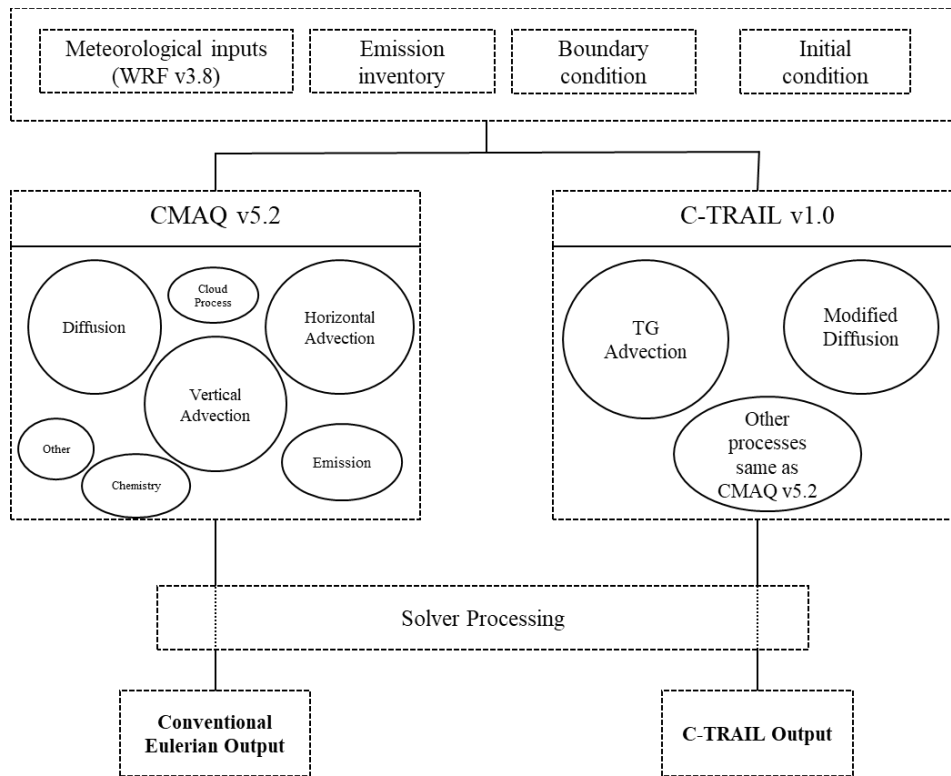 Meteorological inputs
(WRF v3.8)
Emission
inventory
Boundary
condition
Initial
condition
CMAQ v5.2
Diffusion
Cloud
Process
Horizontal
Advection
Vertical
Advection
Other
Chemistry
Emission
C-TRAIL v1.0
TG
Advection
Modified
Diffusion
Other
processes
same as
CMAQ v5.2
Solver Processing
Conventional
Eulerian Output
C-TRAIL Output